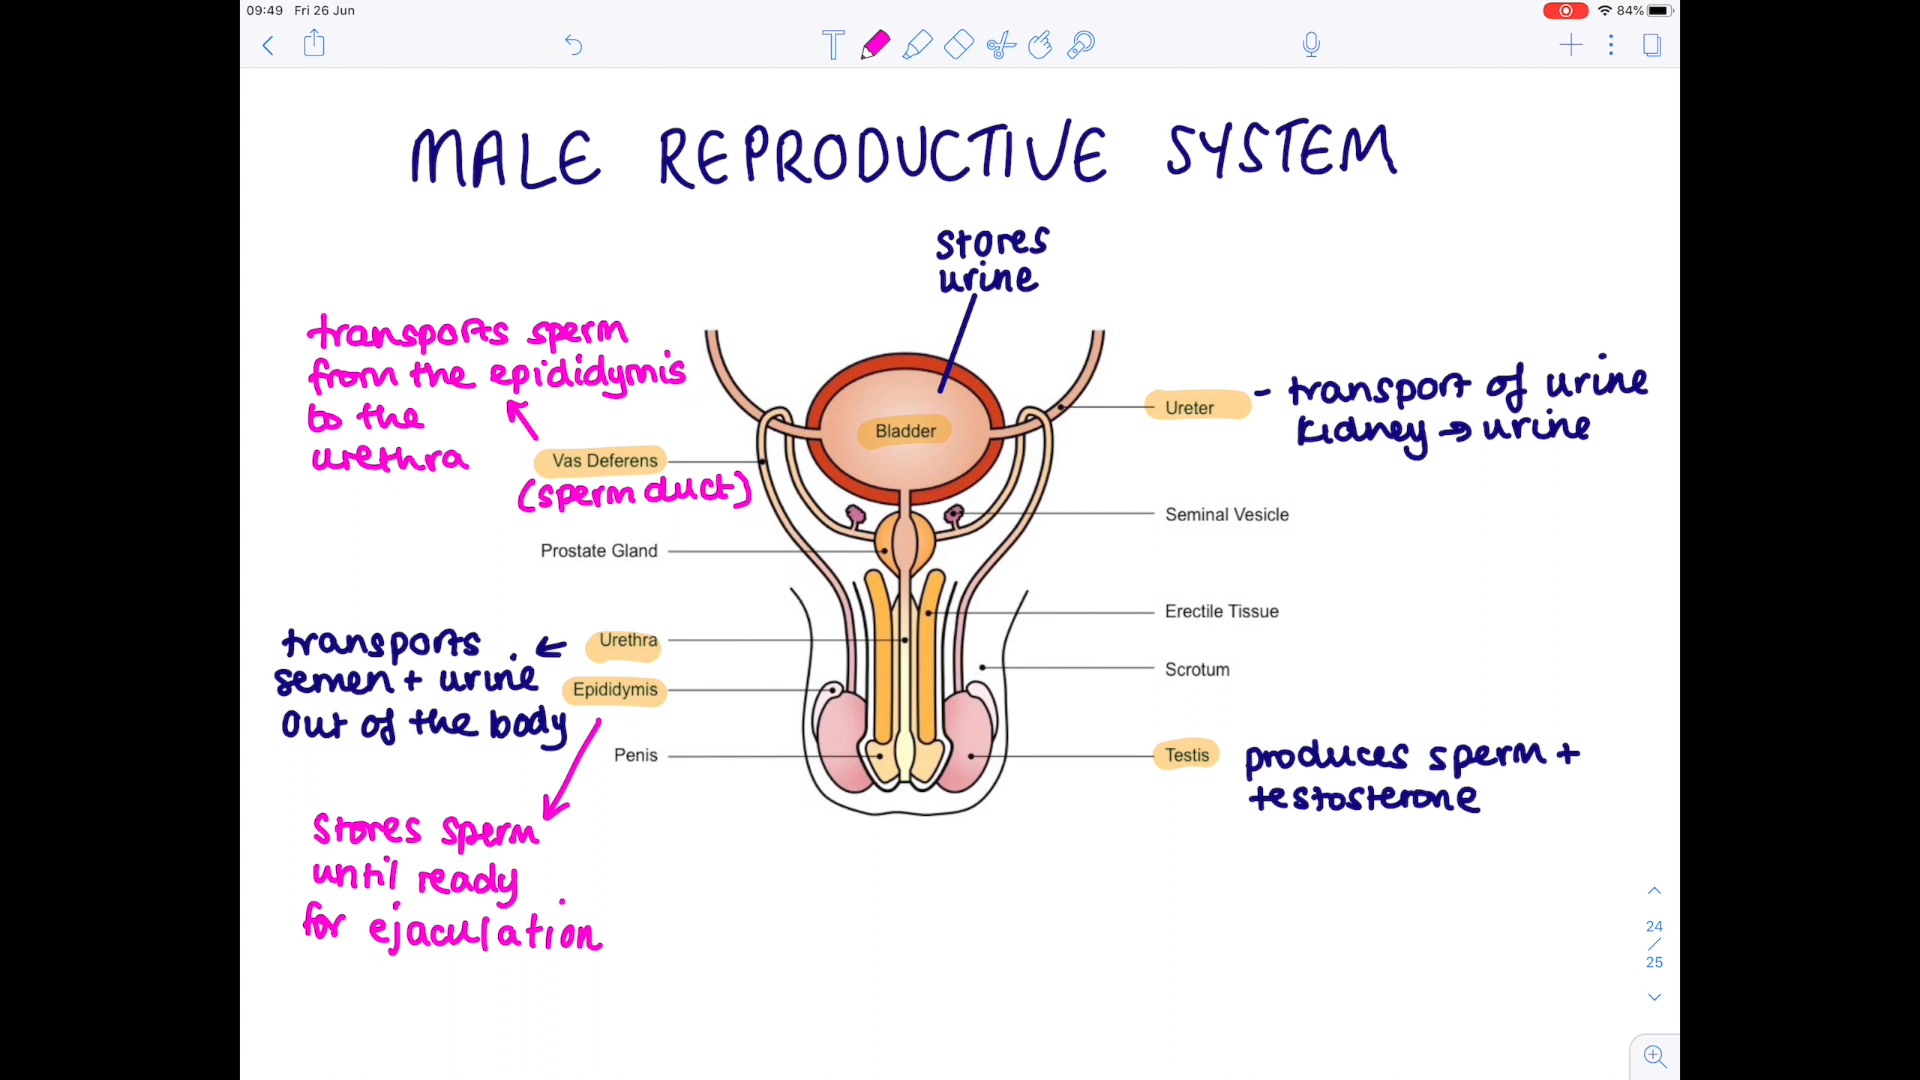 09:49 Fri 26 Jun
84%
MALE REPRODUCTIVE SYSTEM
stores
urine
transports sperm
from the epididymis
to the
urethra
Vas Deferens
(sperm duct)
Bladder
Ureter - transport of urine
kidney → urine
Seminal Vesicle
Prostate Gland
Erectile Tissue
transports ← Urethra
semen + urine
out of the body
Scrotum
Epididymis
Penis
Testis produces sperm +
testosterone
Stores sperm
until ready
for ejaculation
24
/
25